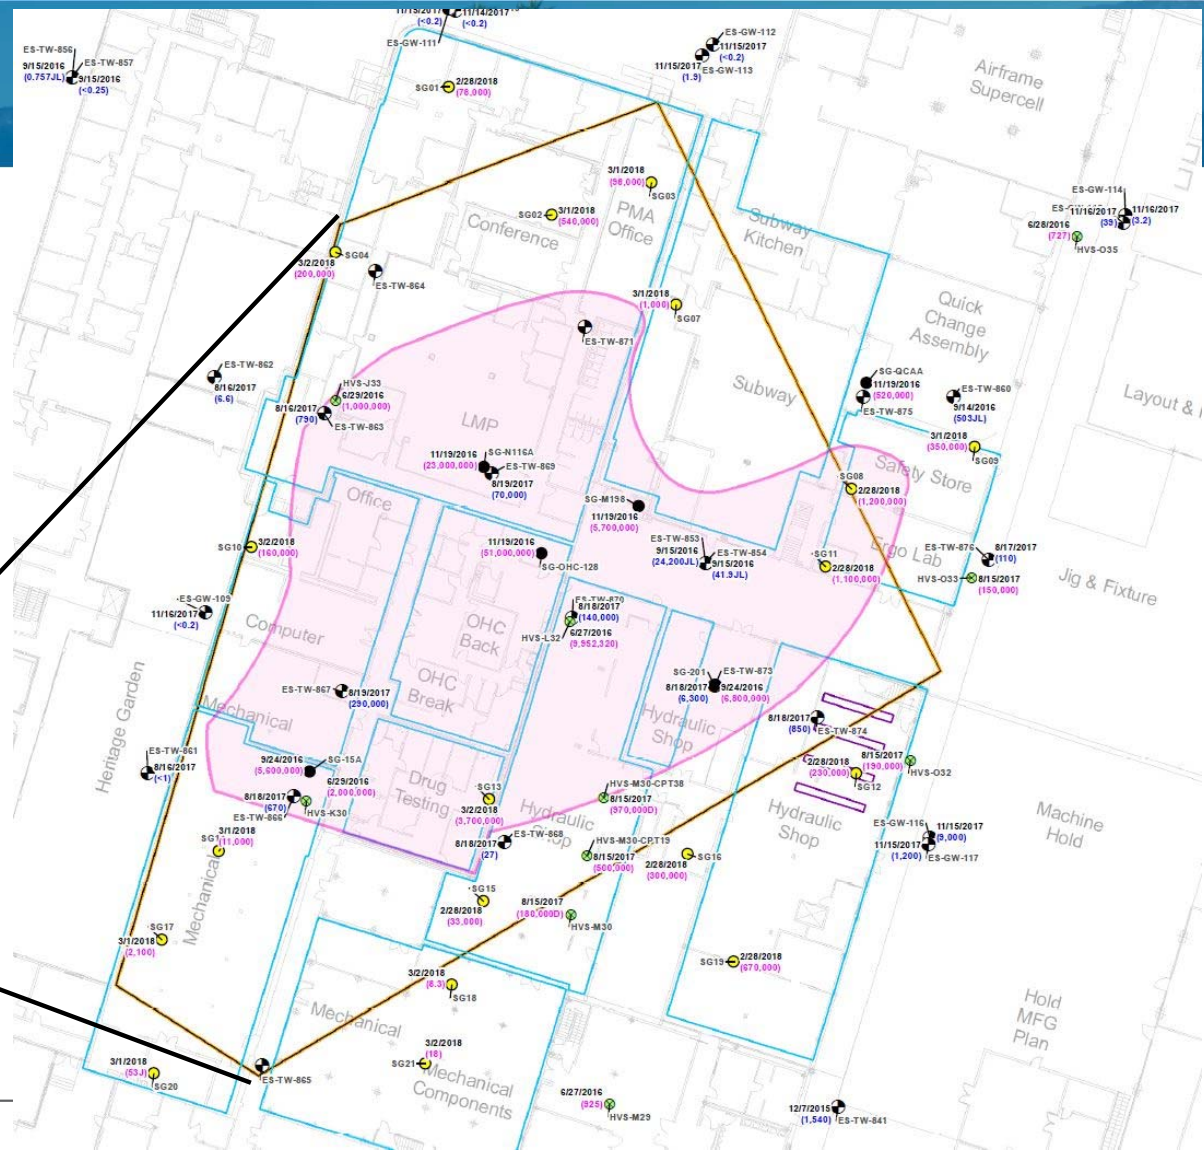 11/15/2017
11/14/2017
(<0.2)
(<0.2)
ES-GW-111
ES-GW-112
11/15/2017
(<0.2)
11/15/2017
(1.9)
ES-GW-113
ES-TW-856
9/15/2016
(0.757JL)
ES-TW-857
9/15/2016
(<0.25)
SG01
2/28/2018
(78,000)
Airframe
Supercell
3/1/2018
(98,000)
SG03
SG02
3/1/2018
(540,000)
Conference
PMA
Office
Subway
Kitchen
ES-GW-114
11/16/2017
(3.2)
11/16/2017
(39)
6/28/2016
(727)
HVS-O35
SG04
3/2/2018
(200,000)
ES-TW-864
3/1/2018
(1,000)
SG07
ES-TW-871
Quick
Change
Assembly
ES-TW-862
8/16/2017
(6.6)
HVS-J33
6/29/2016
(1,000,000)
8/16/2017
(790)
ES-TW-863
LMP
Subway
SG-QCAA
11/19/2016
(520,000)
ES-TW-875
ES-TW-860
9/14/2016
(503JL)
Layout &
3/1/2018
(350,000)
SG09
SG-N116A
11/19/2016
(23,000,000)
ES-TW-869
8/19/2017
(70,000)
Office
SG-M198
11/19/2016
(5,700,000)
SG08
2/28/2018
(1,200,000)
Safety Store
SG10
3/2/2018
(160,000)
11/19/2016
(51,000,000)
SG-OHC-128
ES-TW-853
9/15/2016
(24,200JL)
ES-TW-854
9/15/2016
(41.9JL)
SG11
2/28/2018
(1,100,000)
Ergo Lab
ES-TW-876
8/17/2017
(110)
HVS-O33
8/15/2017
(150,000)
Jig & Fixture
ES-GW-109
11/16/2017
(<0.2)
Computer
OHC
Back
ES-TW-870
8/18/2017
(140,000)
HVS-L32
6/27/2016
(9,952,320)
OHC
Break
ES-TW-867
8/19/2017
(290,000)
SG-201
ES-TW-873
8/18/2017
(6,300)
9/24/2016
(6,800,000)
Hydraulic
Shop
Mechanical
Heritage Garden
8/18/2017
(850)
ES-TW-874
ES-TW-861
8/16/2017
(<1)
9/24/2016
(5,600,000)
SG-15A
6/29/2016
(2,000,000)
8/18/2017
(670)
ES-TW-866
HVS-K30
Drug
Testing
SG13
3/2/2018
(3,700,000)
Hydraulic
Shop
HVS-M30-CPT38
8/15/2017
(970,000D)
2/28/2018
(230,000)
SG12
8/15/2017
(190,000)
HVS-O32
Hydraulic
Shop
Machine
Hold
3/1/2018
(11,000)
8/18/2017
(27)
ES-TW-868
HVS-M30-CPT19
8/15/2017
(500,000)
2/28/2018
(300,000)
SG16
ES-GW-116
11/15/2017
(9,000)
11/15/2017
(1,200)
ES-GW-117
Mechanical
SG15
2/28/2018
(33,000)
8/15/2017
(180,000D)
HVS-M30
SG17
3/1/2018
(2,100)
SG19
2/28/2018
(670,000)
3/2/2018
(8.3)
SG18
Mechanical
Hold
MFG
Plan
3/2/2018
(18)
SG21
Mechanical
Components
3/1/2018
(53J)
SG20
ES-TW-865
6/27/2016
(925)
HVS-M29
12/7/2015
(1,540)
ES-TW-841